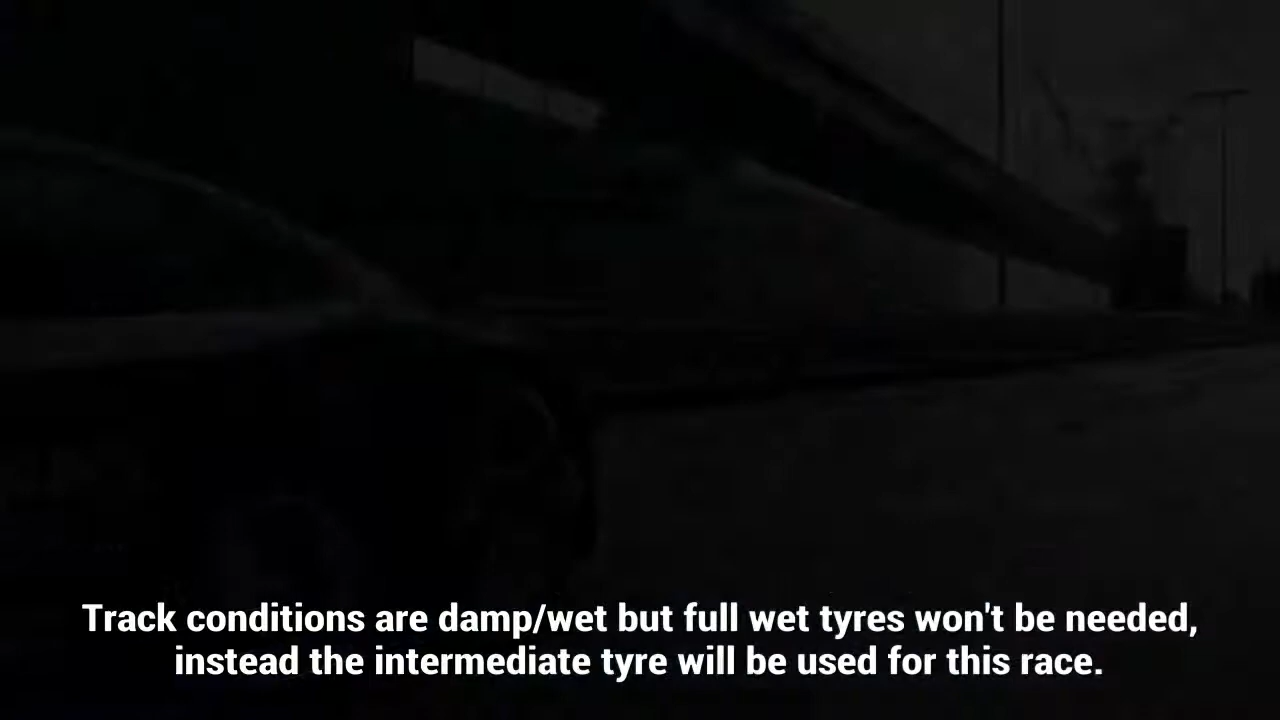 Track conditions are damp/wet but full wet tyres won't be needed,
instead the intermediate tyre will be used for this race.